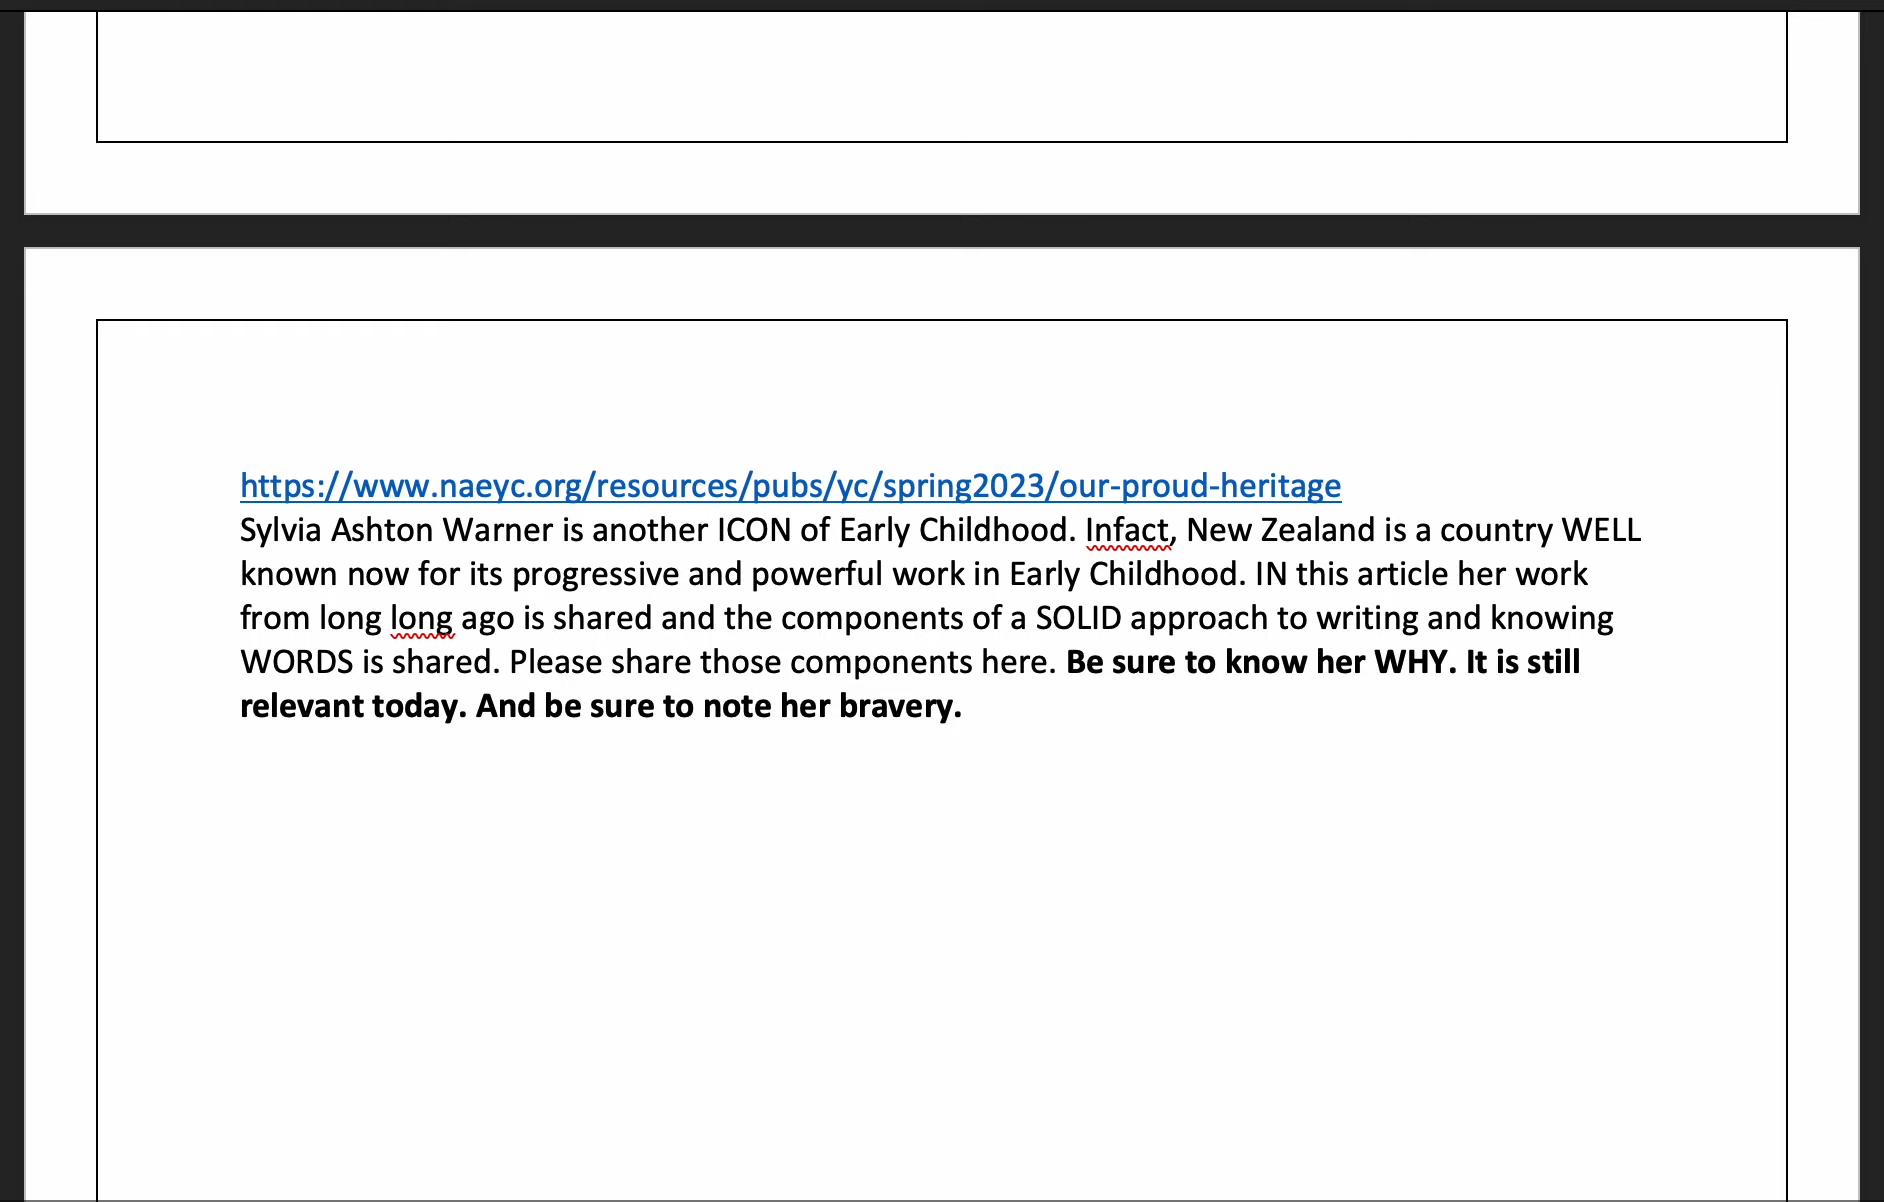 https://www.naeyc.org/resources/pubs/yc/spring2023/our-proud-heritage
Sylvia Ashton Warner is another ICON of Early Childhood. Infact, New Zealand is a country WELL
known now for its progressive and powerful work in Early Childhood. IN this article her work
from long long ago is shared and the components of a SOLID approach to writing and knowing
WORDS is shared. Please share those components here. Be sure to know her WHY. It is still
relevant today. And be sure to note her bravery.